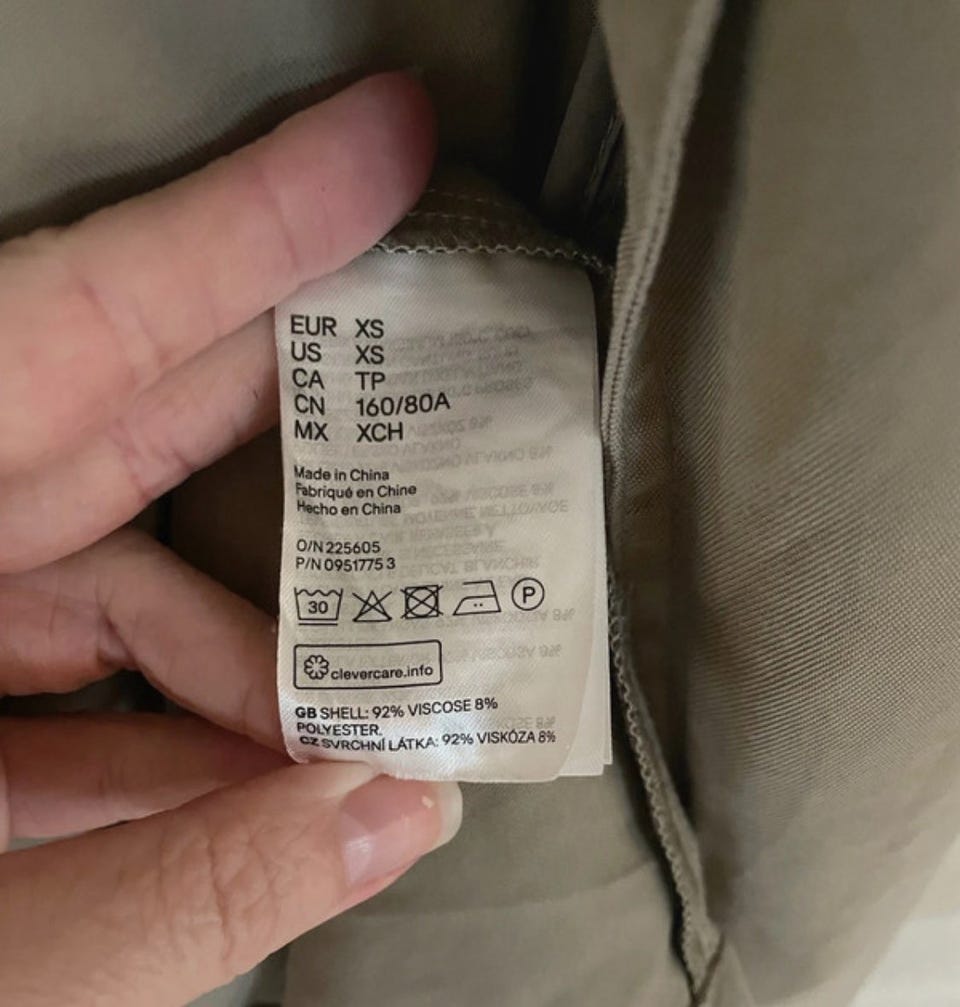 EUR XS
US XS
CA TP
CN 160/80A
MX XCH
Made in China
Fabriqué en Chine
Hecho en China
O/N 225605
P/N 0951775 3
30 P
clevercare.info
GB SHELL: 92% VISCOSE 8%
POLYESTER.
CZ SVRCHNÍ LÁTKA: 92% VISKÓZA 8%